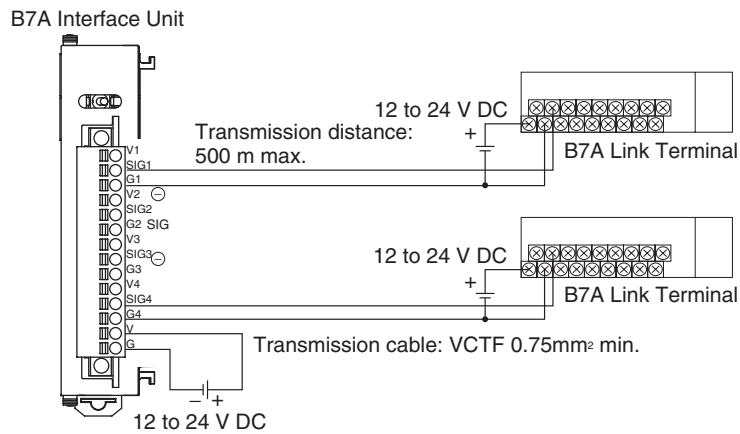 B7A Interface Unit
12 to 24 V DC
+
Transmission distance:
500 m max.
B7A Link Terminal
V1
SIG1
G1
V2 ⊖
SIG2
G2 SIG
V3
SIG3 ⊖
G3
V4
SIG4
G4
V
G
12 to 24 V DC
+
B7A Link Terminal
Transmission cable: VCTF 0.75mm² min.
− +
12 to 24 V DC